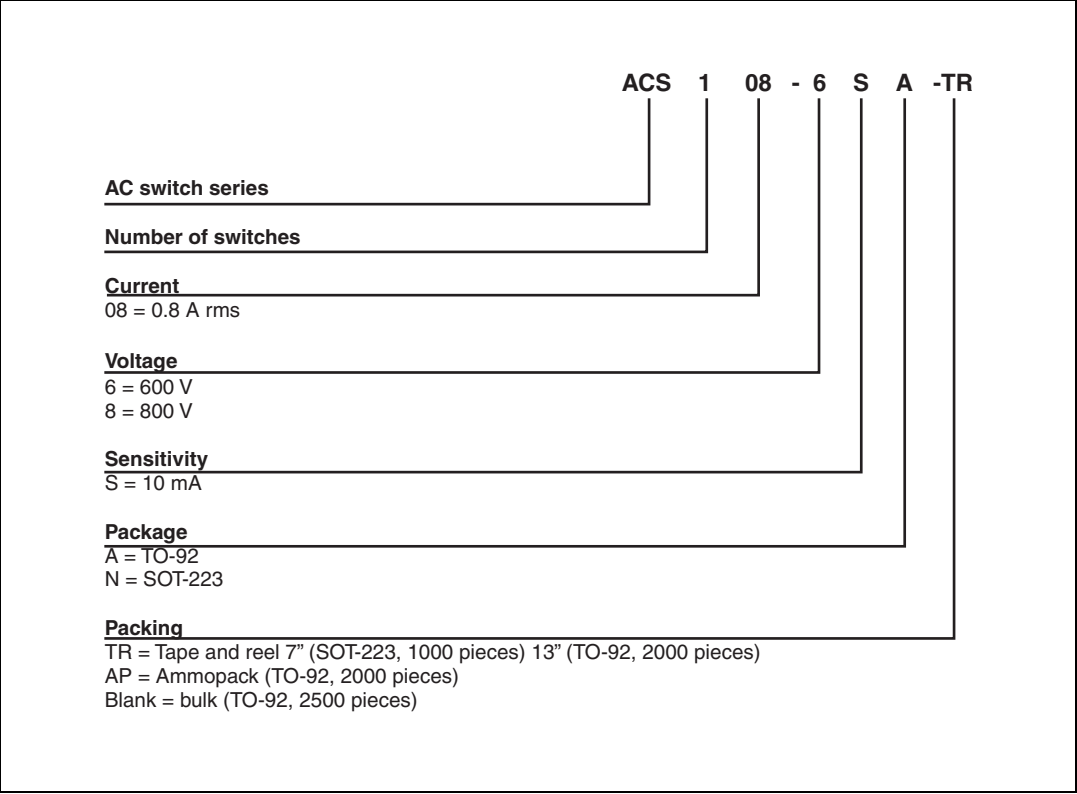 ACS 1 08 - 6 S A -TR
AC switch series
Number of switches
Current
08 = 0.8 A rms
Voltage
6 = 600 V
8 = 800 V
Sensitivity
S = 10 mA
Package
A = TO-92
N = SOT-223
Packing
TR = Tape and reel 7” (SOT-223, 1000 pieces) 13” (TO-92, 2000 pieces)
AP = Ammopack (TO-92, 2000 pieces)
Blank = bulk (TO-92, 2500 pieces)